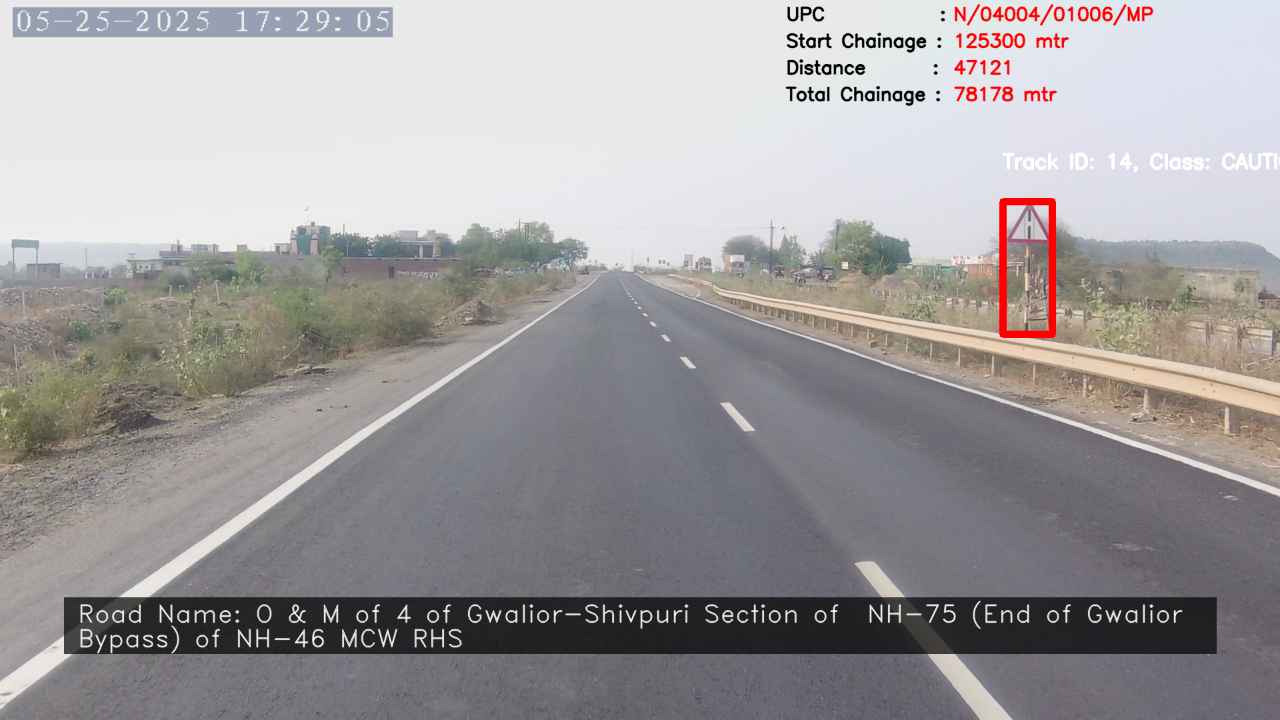 05-25-2025 17:29:05
UPC : N/04004/01006/MP
Start Chainage : 125300 mtr
Distance : 47121
Total Chainage : 78178 mtr
Track ID: 14, Class: CAUTI
Road Name: O & M of 4 of Gwalior-Shivpuri Section of NH-75 (End of Gwalior
Bypass) of NH-46 MCW RHS